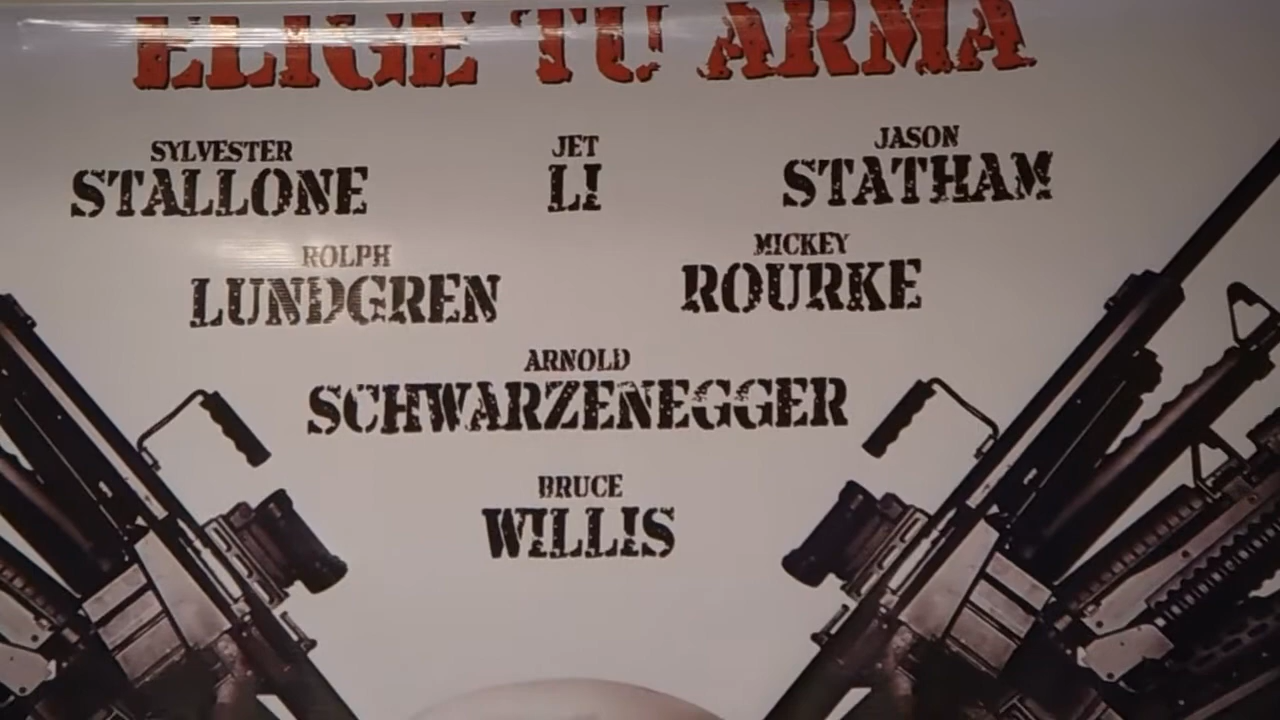 ELIGE TU ARMA
SYLVESTER STALLONE
JET LI
JASON STATHAM
ROLPH LUNDGREN
MICKEY ROURKE
ARNOLD SCHWARZENEGGER
BRUCE WILLIS